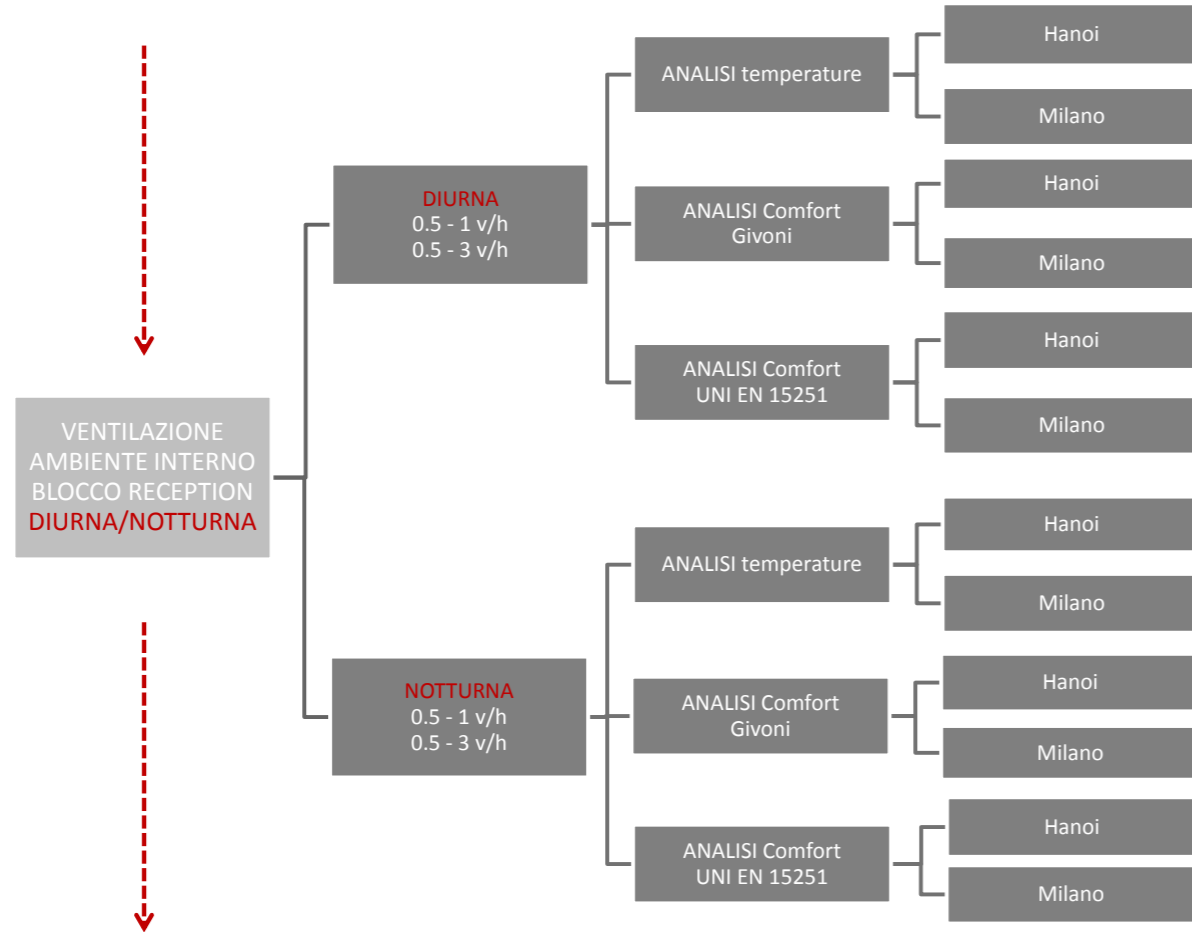 VENTILAZIONE
AMBIENTE INTERNO
BLOCCO RECEPTION
DIURNA/NOTTURNA
DIURNA
0.5 - 1 v/h
0.5 - 3 v/h
ANALISI temperature
Hanoi
Milano
ANALISI Comfort
Givoni
Hanoi
Milano
ANALISI Comfort
UNI EN 15251
Hanoi
Milano
NOTTURNA
0.5 - 1 v/h
0.5 - 3 v/h
ANALISI temperature
Hanoi
Milano
ANALISI Comfort
Givoni
Hanoi
Milano
ANALISI Comfort
UNI EN 15251
Hanoi
Milano